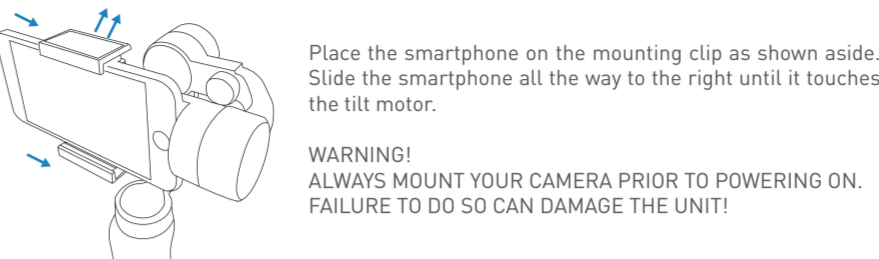 Place the smartphone on the mounting clip as shown aside.
Slide the smartphone all the way to the right until it touches
the tilt motor.
WARNING!
ALWAYS MOUNT YOUR CAMERA PRIOR TO POWERING ON.
FAILURE TO DO SO CAN DAMAGE THE UNIT!